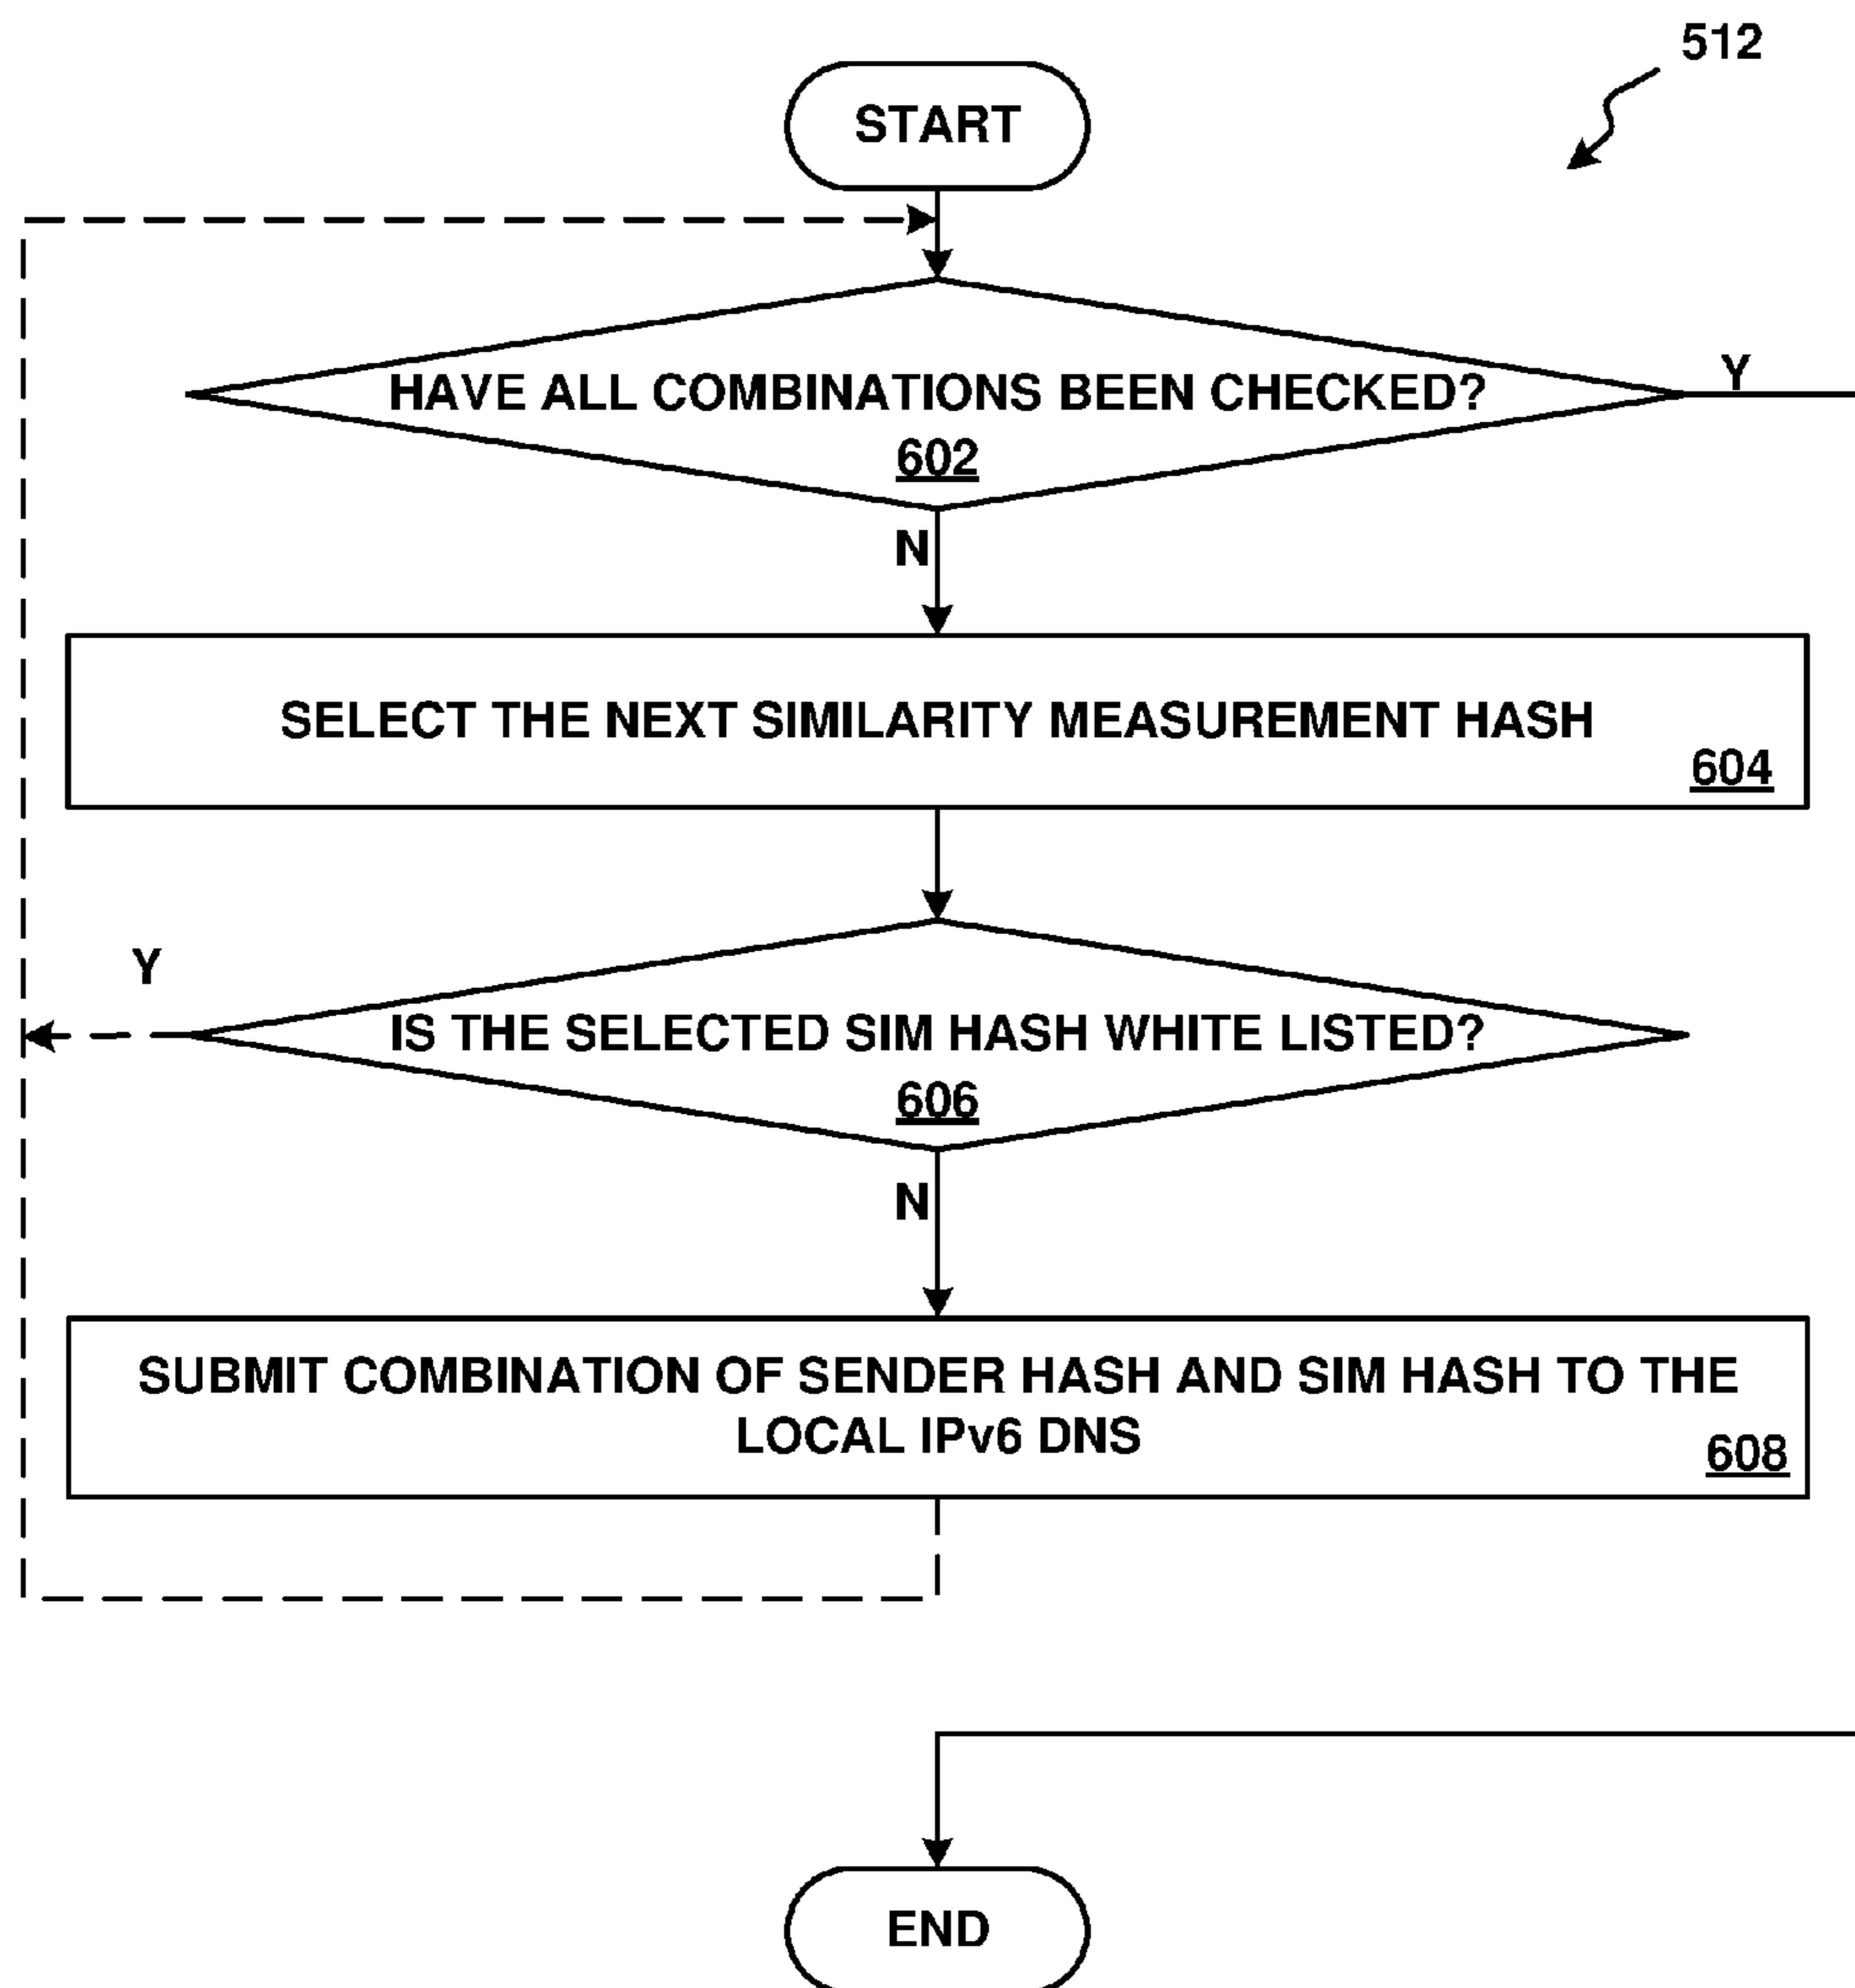 512
START
HAVE ALL COMBINATIONS BEEN CHECKED?
602
Y
N
SELECT THE NEXT SIMILARITY MEASUREMENT HASH
604
Y
IS THE SELECTED SIM HASH WHITE LISTED?
606
N
SUBMIT COMBINATION OF SENDER HASH AND SIM HASH TO THE
LOCAL IPv6 DNS
608
END